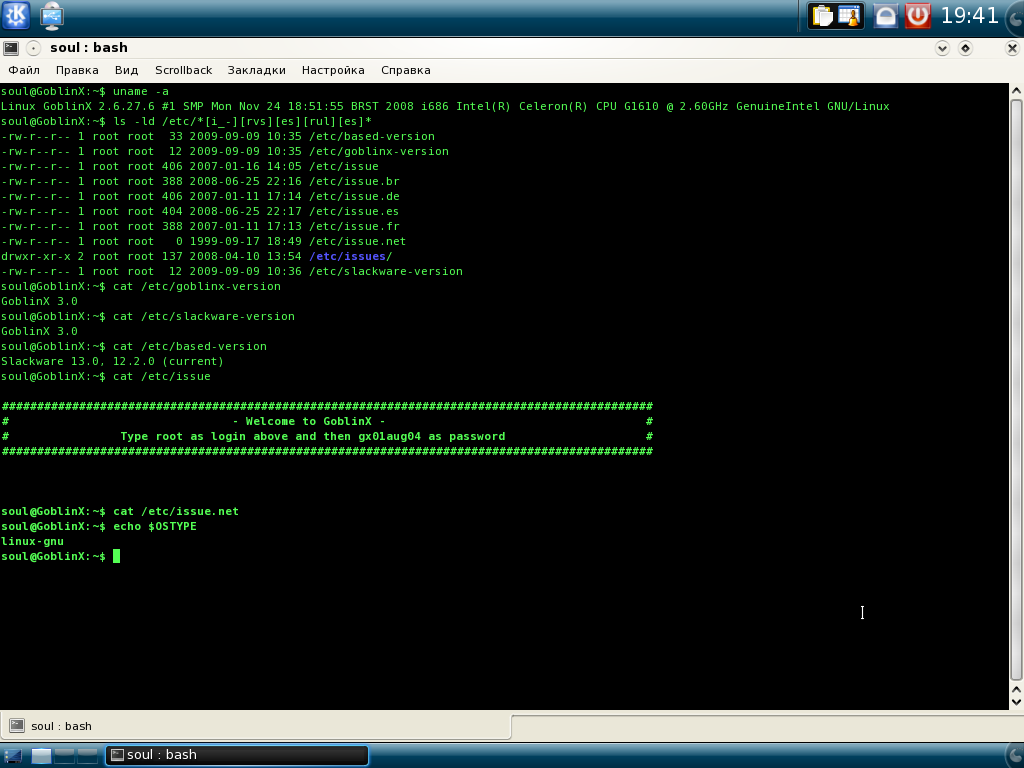 19:41
soul : bash
Файл Правка Вид Scrollback Закладки Настройка Справка
soul@GoblinX:~$ uname -a
Linux GoblinX 2.6.27.6 #1 SMP Mon Nov 24 18:51:55 BRST 2008 i686 Intel(R) Celeron(R) CPU G1610 @ 2.60GHz GenuineIntel GNU/Linux
soul@GoblinX:~$ ls -ld /etc/*[i_-][rvs][es][rul][es]*
-rw-r--r-- 1 root root  33 2009-09-09 10:35 /etc/based-version
-rw-r--r-- 1 root root  12 2009-09-09 10:35 /etc/goblinx-version
-rw-r--r-- 1 root root 406 2007-01-16 14:05 /etc/issue
-rw-r--r-- 1 root root 388 2008-06-25 22:16 /etc/issue.br
-rw-r--r-- 1 root root 406 2007-01-11 17:14 /etc/issue.de
-rw-r--r-- 1 root root 404 2008-06-25 22:17 /etc/issue.es
-rw-r--r-- 1 root root 388 2007-01-11 17:13 /etc/issue.fr
-rw-r--r-- 1 root root   0 1999-09-17 18:49 /etc/issue.net
drwxr-xr-x 2 root root 137 2008-04-10 13:54 /etc/issues/
-rw-r--r-- 1 root root  12 2009-09-09 10:36 /etc/slackware-version
soul@GoblinX:~$ cat /etc/goblinx-version
GoblinX 3.0
soul@GoblinX:~$ cat /etc/slackware-version
GoblinX 3.0
soul@GoblinX:~$ cat /etc/based-version
Slackware 13.0, 12.2.0 (current)
soul@GoblinX:~$ cat /etc/issue
#############################################################################################
#                                - Welcome to GoblinX -                                     #
#                Type root as login above and then gx01aug04 as password                    #
#############################################################################################
soul@GoblinX:~$ cat /etc/issue.net
soul@GoblinX:~$ echo $OSTYPE
linux-gnu
soul@GoblinX:~$
soul : bash
soul : bash